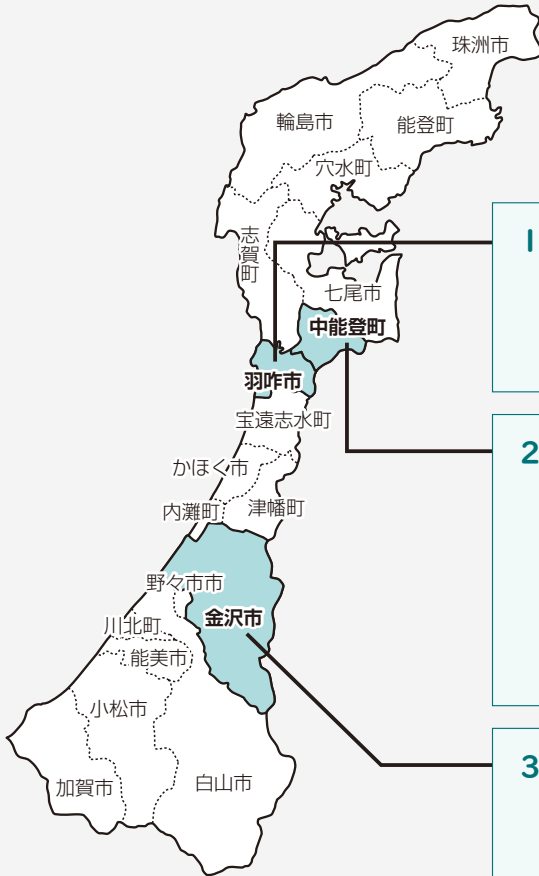 珠洲市
輪島市
能登町
穴水町
志賀町
1
七尾市
中能登町
羽咋市
宝達志水町
2
かほく市
内灘町
津幡町
野々市市
金沢市
川北町
能美市
小松市
3
加賀市
白山市